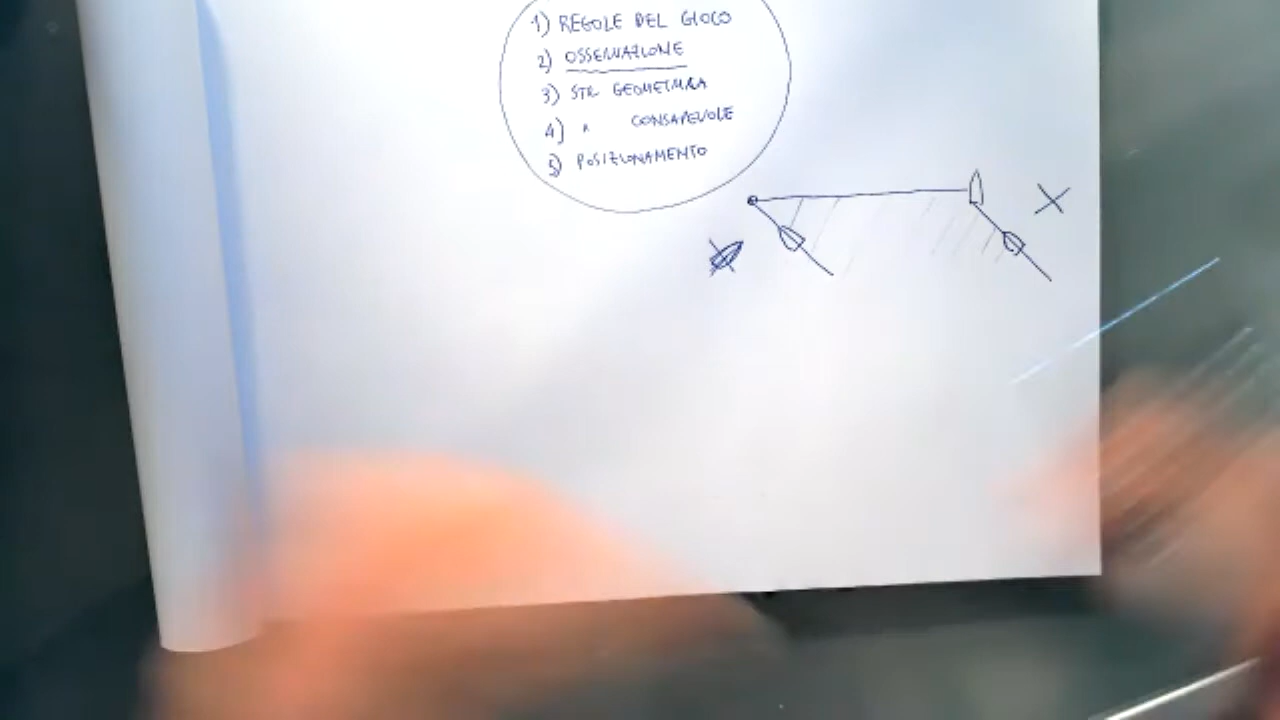 1) REGOLE DEL GIOCO
2) OSSERVAZIONE
3) STR GEOMETRICA
4) " CONSAPEVOLE
5) POSIZIONAMENTO